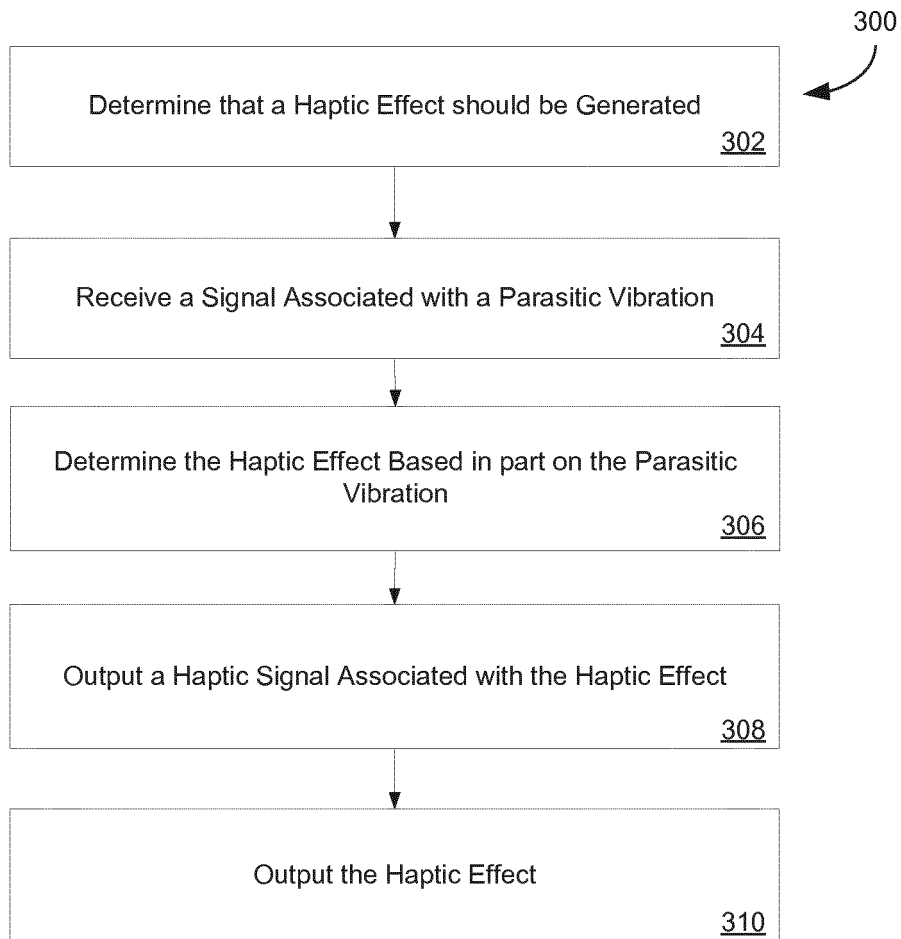 300
Determine that a Haptic Effect should be Generated
302
Receive a Signal Associated with a Parasitic Vibration
304
Determine the Haptic Effect Based in part on the Parasitic
Vibration
306
Output a Haptic Signal Associated with the Haptic Effect
308
Output the Haptic Effect
310